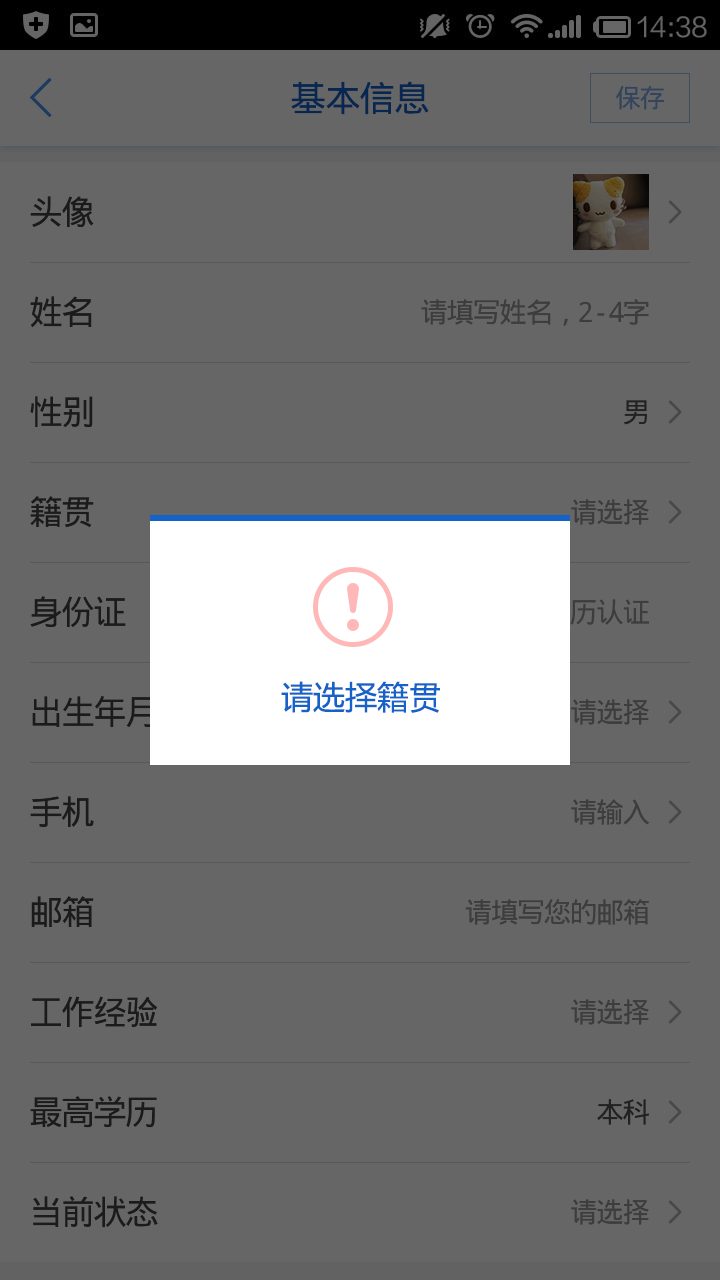 14:38
基本信息
保存
头像
姓名
请填写姓名，2-4字
性别
男
籍贯
请选择
身份证
历认证
出生年月
请选择
请选择籍贯
手机
请输入
邮箱
请填写您的邮箱
工作经验
请选择
最高学历
本科
当前状态
请选择